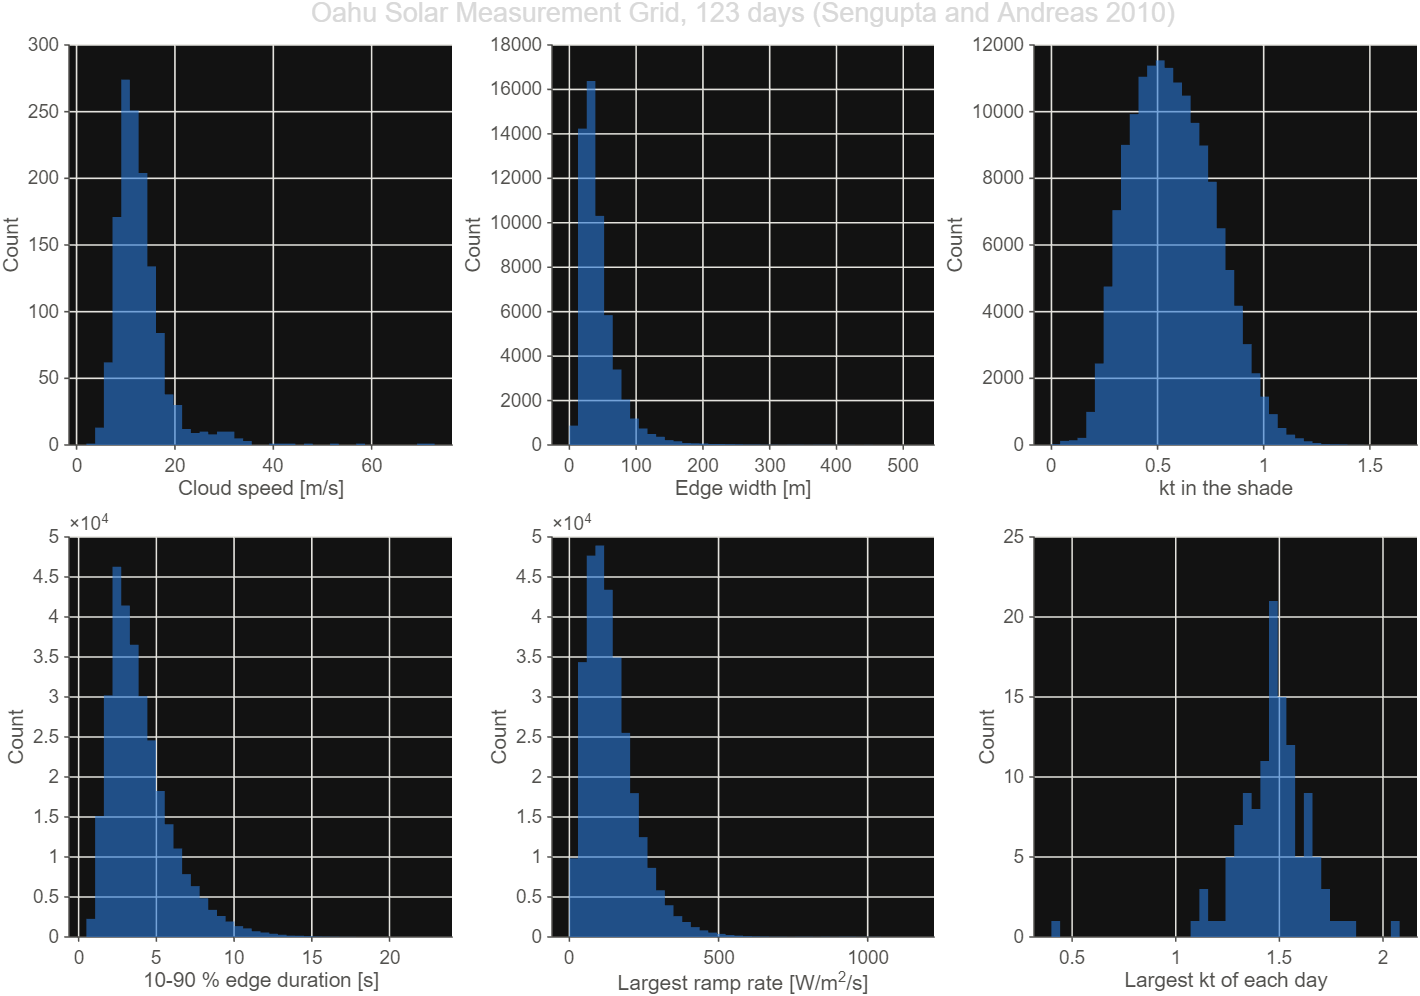 Oahu Solar Measurement Grid, 123 days (Sengupta and Andreas 2010)
300
250
200
150
100
50
0
0 20 40 60
Count
Cloud speed [m/s]
18000
16000
14000
12000
10000
8000
6000
4000
2000
0
0 100 200 300 400 500
Count
Edge width [m]
12000
10000
8000
6000
4000
2000
0
0 0.5 1 1.5
Count
kt in the shade
×10⁴
5
4.5
4
3.5
3
2.5
2
1.5
1
0.5
0
0 5 10 15 20
Count
10-90 % edge duration [s]
×10⁴
5
4.5
4
3.5
3
2.5
2
1.5
1
0.5
0
0 500 1000
Count
Largest ramp rate [W/m²/s]
25
20
15
10
5
0
0.5 1 1.5 2
Count
Largest kt of each day